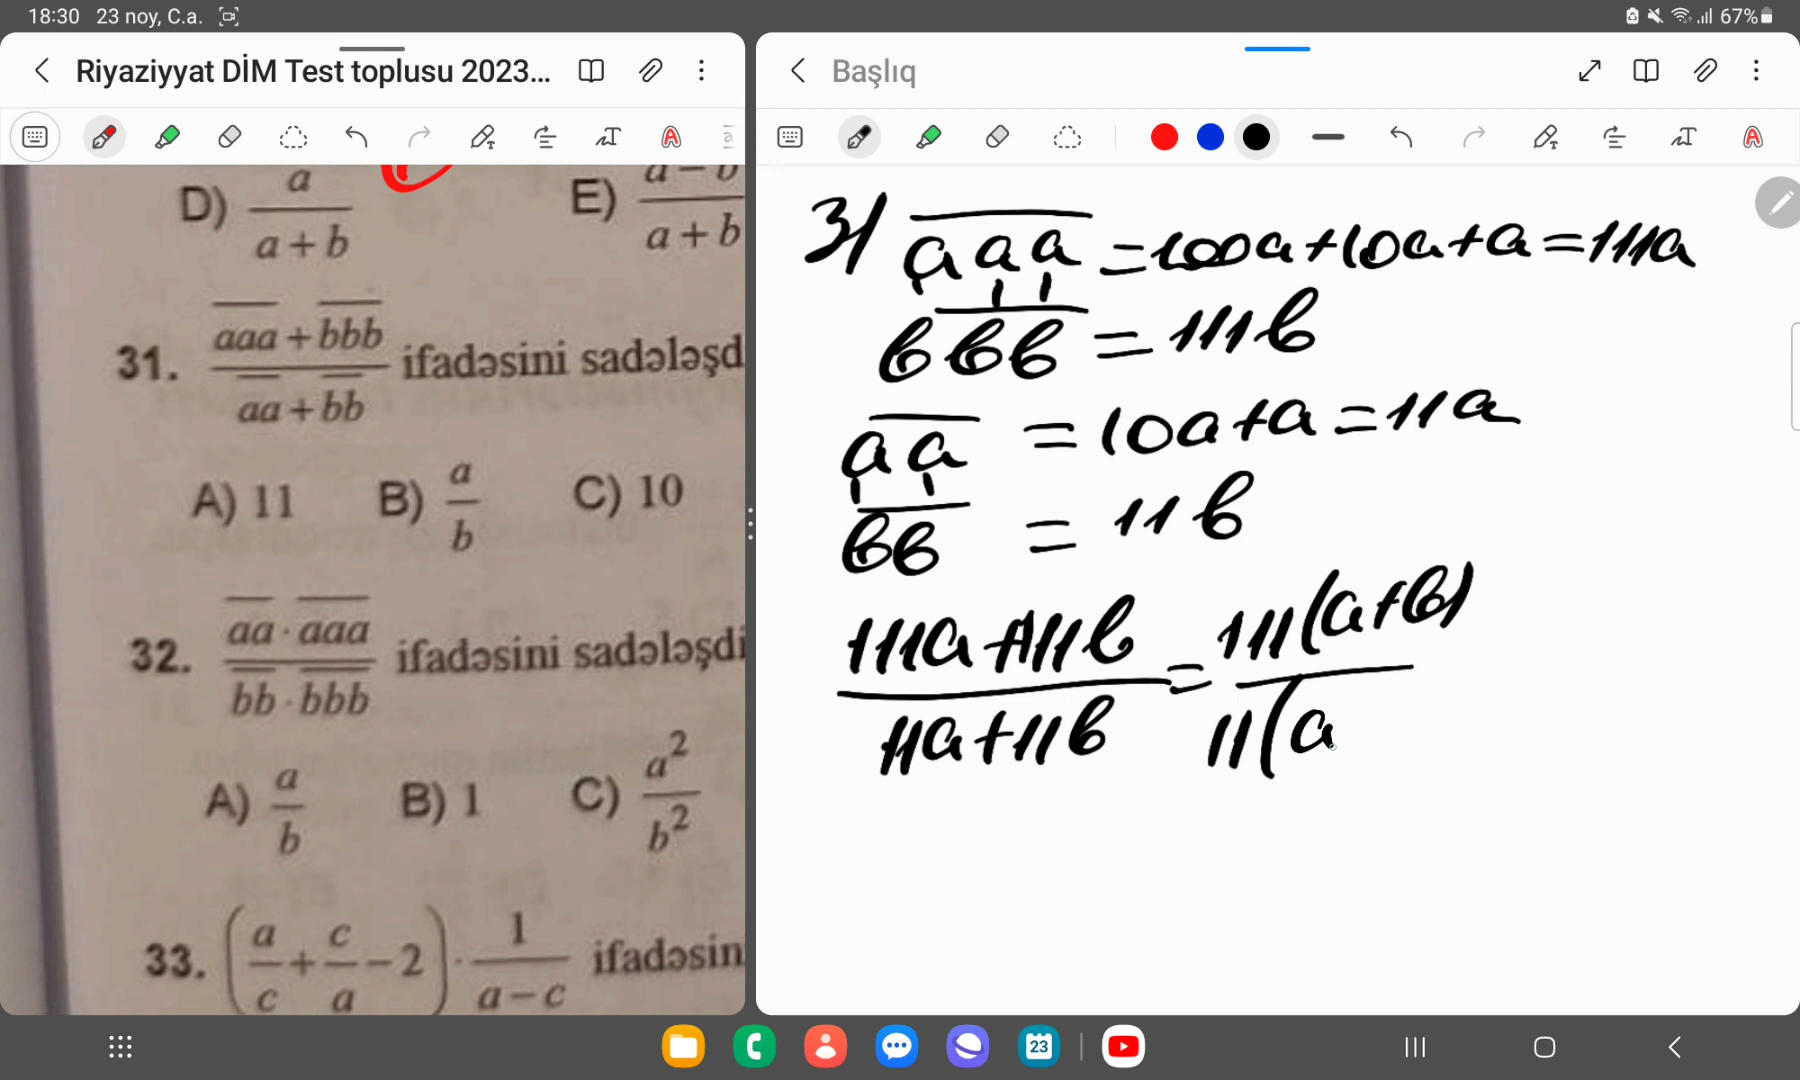 18:30 23 noy, C.a. 67%
Riyaziyyat DİM Test toplusu 2023...
D) a/(a+b) E) (a-b)/(a+b)
31. (aaa + bbb)/(aa + bb) ifadəsini sadələşd
A) 11 B) a/b C) 10
32. (aa · aaa)/(bb · bbb) ifadəsini sadələşdi
A) a/b B) 1 C) a²/b²
33. (a/c + c/a − 2) · 1/(a−c) ifadəsin
Başlıq
31 aaa = 100a+10a+a=111a
bbb = 111b
aa = 10a+a=11a
bb = 11b
(111a+111b)/(11a+11b) = 111(a+b)/11(a
23